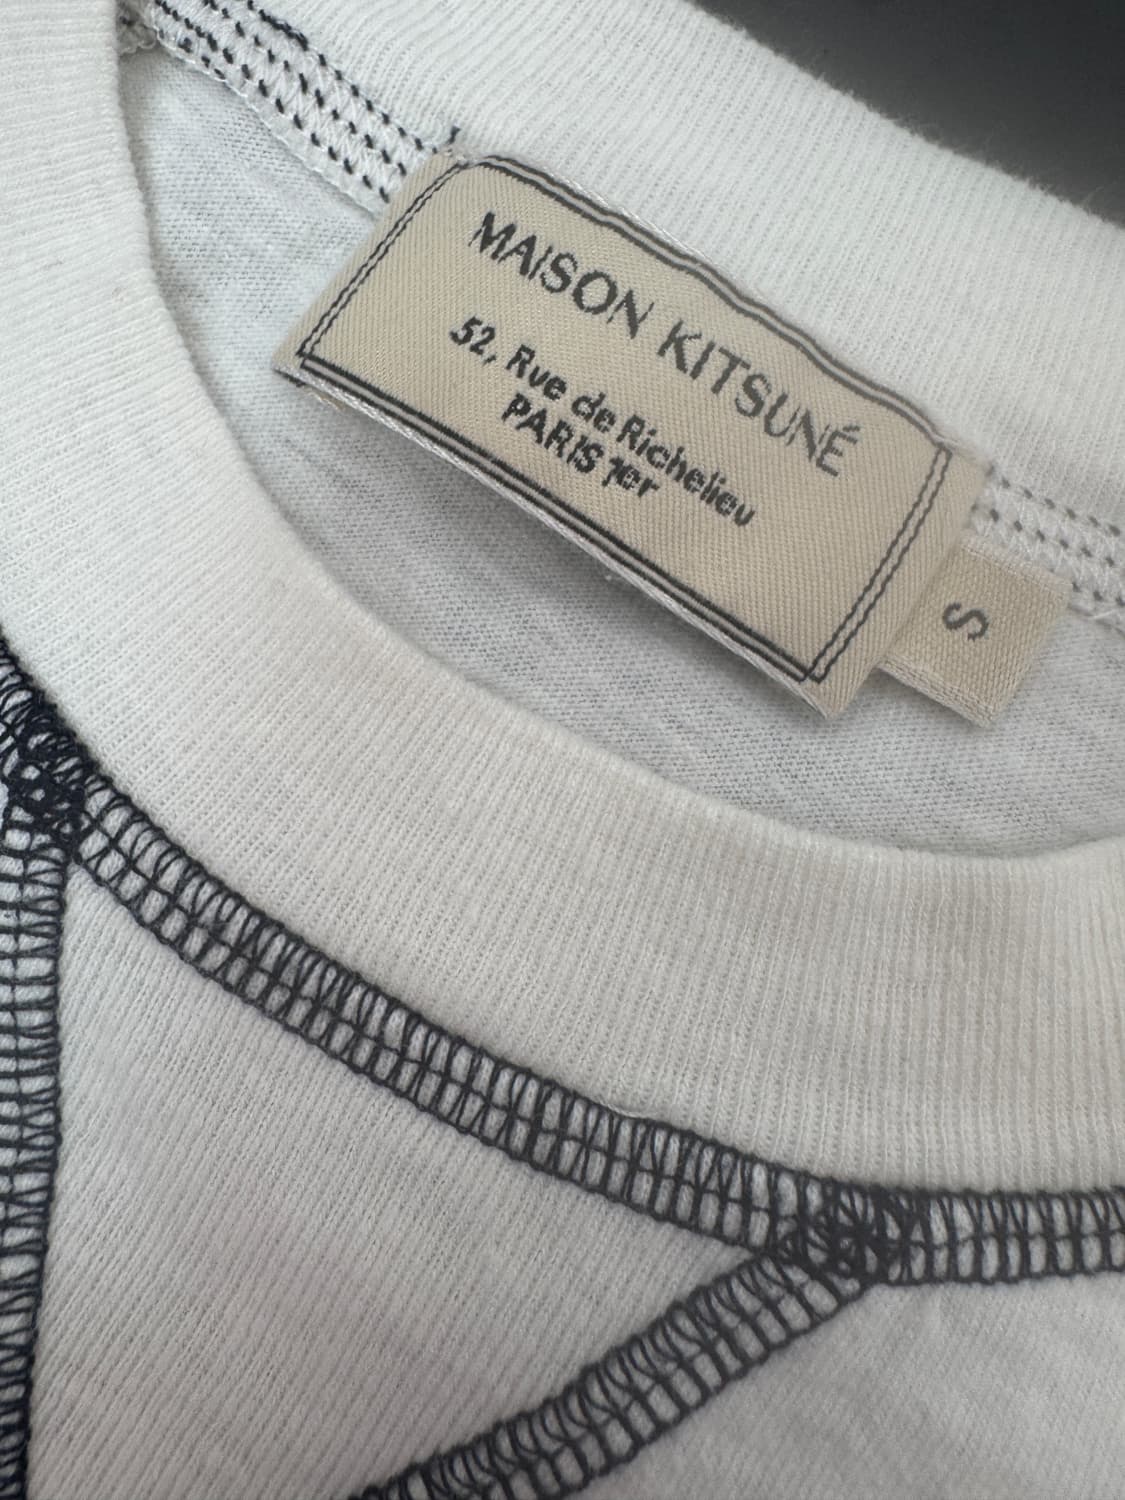 MAISON KITSUNÉ
52, Rue de Richelieu
PARIS 1er
S